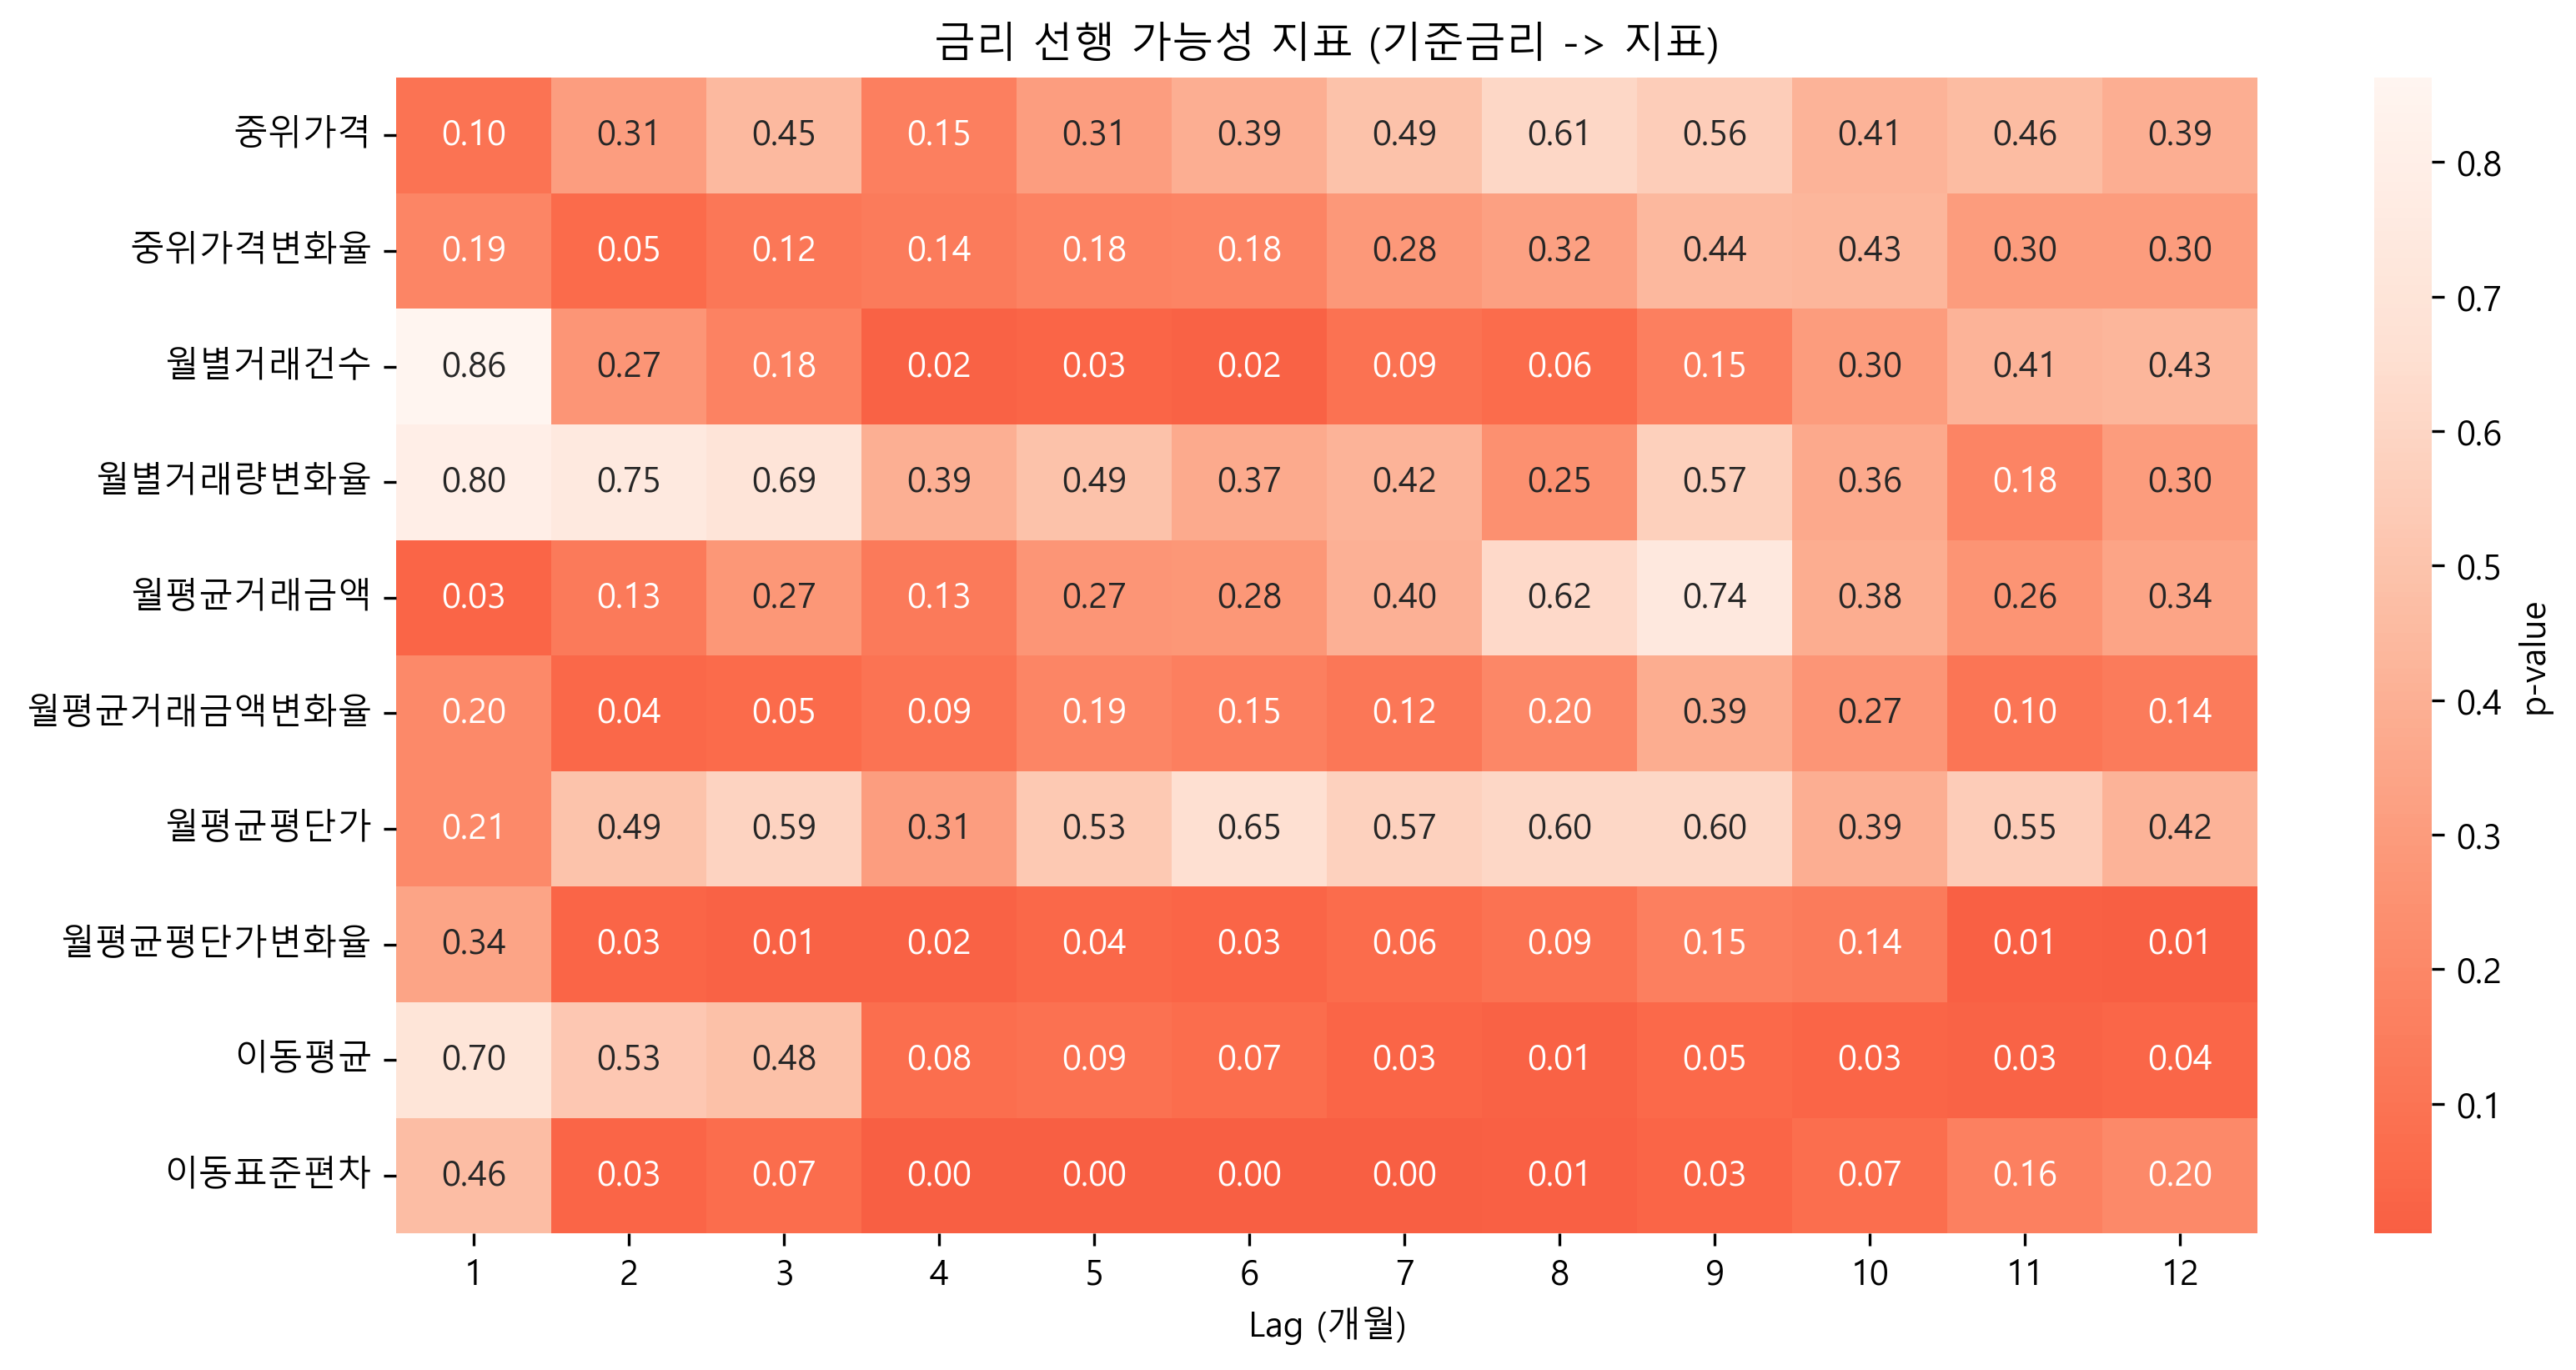 금리 선행 가능성 지표 (기준금리 -> 지표)
중위가격 0.10 0.31 0.45 0.15 0.31 0.39 0.49 0.61 0.56 0.41 0.46 0.39
중위가격변화율 0.19 0.05 0.12 0.14 0.18 0.18 0.28 0.32 0.44 0.43 0.30 0.30
월별거래건수 0.86 0.27 0.18 0.02 0.03 0.02 0.09 0.06 0.15 0.30 0.41 0.43
월별거래량변화율 0.80 0.75 0.69 0.39 0.49 0.37 0.42 0.25 0.57 0.36 0.18 0.30
월평균거래금액 0.03 0.13 0.27 0.13 0.27 0.28 0.40 0.62 0.74 0.38 0.26 0.34
월평균거래금액변화율 0.20 0.04 0.05 0.09 0.19 0.15 0.12 0.20 0.39 0.27 0.10 0.14
월평균평단가 0.21 0.49 0.59 0.31 0.53 0.65 0.57 0.60 0.60 0.39 0.55 0.42
월평균평단가변화율 0.34 0.03 0.01 0.02 0.04 0.03 0.06 0.09 0.15 0.14 0.01 0.01
이동평균 0.70 0.53 0.48 0.08 0.09 0.07 0.03 0.01 0.05 0.03 0.03 0.04
이동표준편차 0.46 0.03 0.07 0.00 0.00 0.00 0.00 0.01 0.03 0.07 0.16 0.20
1 2 3 4 5 6 7 8 9 10 11 12
Lag (개월)
0.8
0.7
0.6
0.5
0.4
0.3
0.2
0.1
p-value